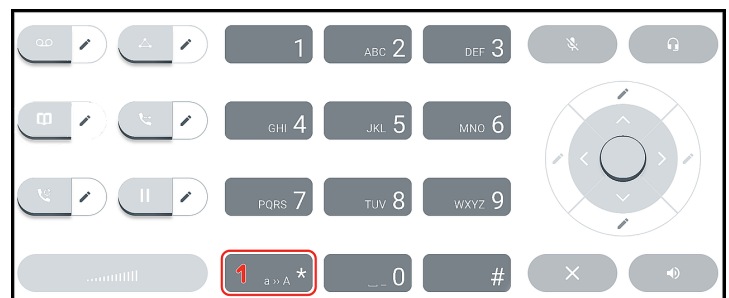 1 ABC 2 DEF 3
GHI 4 JKL 5 MNO 6
PQRS 7 TUV 8 WXYZ 9
1 a ›› A * 0 #